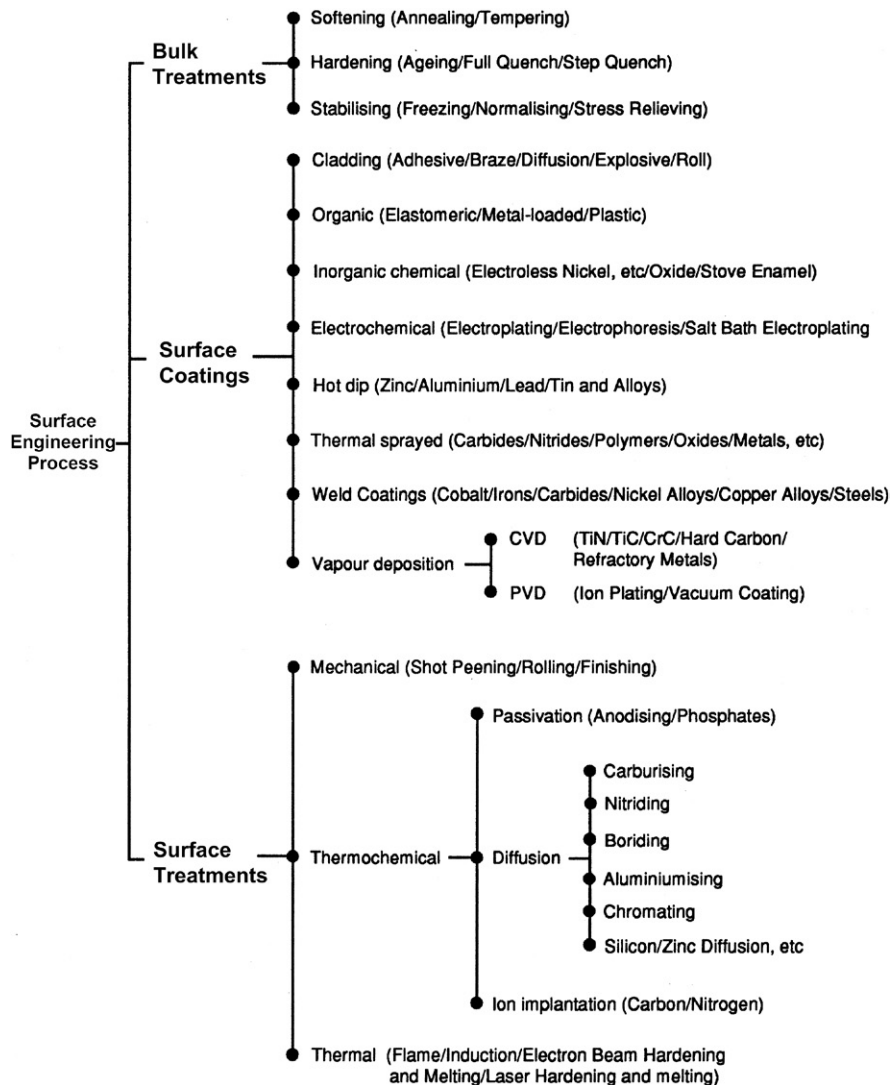 Softening (Annealing/Tempering)
Bulk
Treatments
Hardening (Ageing/Full Quench/Step Quench)
Stabilising (Freezing/Normalising/Stress Relieving)
Cladding (Adhesive/Braze/Diffusion/Explosive/Roll)
Organic (Elastomeric/Metal-loaded/Plastic)
Inorganic chemical (Electroless Nickel, etc/Oxide/Stove Enamel)
Electrochemical (Electroplating/Electrophoresis/Salt Bath Electroplating
Surface
Coatings
Hot dip (Zinc/Aluminium/Lead/Tin and Alloys)
Surface
Engineering
Process
Thermal sprayed (Carbides/Nitrides/Polymers/Oxides/Metals, etc)
Weld Coatings (Cobalt/Irons/Carbides/Nickel Alloys/Copper Alloys/Steels)
Vapour deposition
CVD (TiN/TiC/CrC/Hard Carbon/
Refractory Metals)
PVD (Ion Plating/Vacuum Coating)
Mechanical (Shot Peening/Rolling/Finishing)
Passivation (Anodising/Phosphates)
Surface
Treatments
Thermochemical
Diffusion
Carburising
Nitriding
Boriding
Aluminiumising
Chromating
Silicon/Zinc Diffusion, etc
Ion implantation (Carbon/Nitrogen)
Thermal (Flame/Induction/Electron Beam Hardening
and Melting/Laser Hardening and melting)